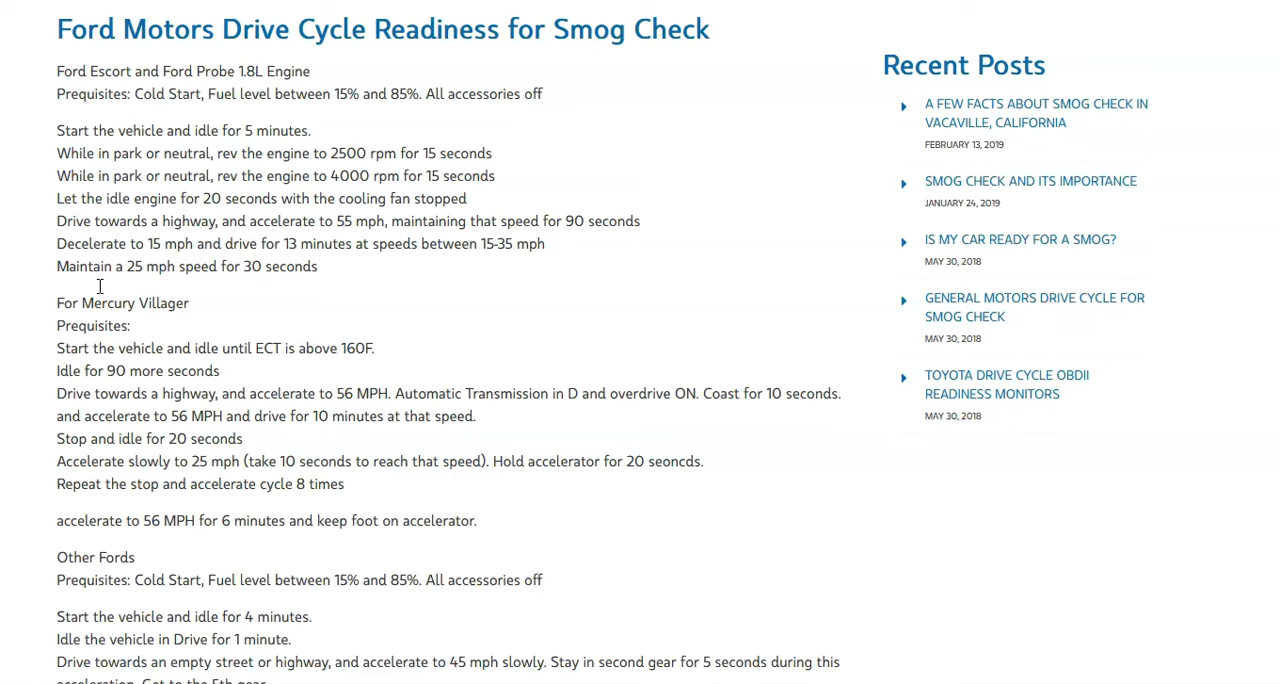 Ford Motors Drive Cycle Readiness for Smog Check
Ford Escort and Ford Probe 1.8L Engine
Prequisites: Cold Start, Fuel level between 15% and 85%. All accessories off
Start the vehicle and idle for 5 minutes.
While in park or neutral, rev the engine to 2500 rpm for 15 seconds
While in park or neutral, rev the engine to 4000 rpm for 15 seconds
Let the idle engine for 20 seconds with the cooling fan stopped
Drive towards a highway, and accelerate to 55 mph, maintaining that speed for 90 seconds
Decelerate to 15 mph and drive for 13 minutes at speeds between 15-35 mph
Maintain a 25 mph speed for 30 seconds
For Mercury Villager
Prequisites:
Start the vehicle and idle until ECT is above 160F.
Idle for 90 more seconds
Drive towards a highway, and accelerate to 56 MPH. Automatic Transmission in D and overdrive ON. Coast for 10 seconds.
and accelerate to 56 MPH and drive for 10 minutes at that speed.
Stop and idle for 20 seconds
Accelerate slowly to 25 mph (take 10 seconds to reach that speed). Hold accelerator for 20 seoncds.
Repeat the stop and accelerate cycle 8 times
accelerate to 56 MPH for 6 minutes and keep foot on accelerator.
Other Fords
Prequisites: Cold Start, Fuel level between 15% and 85%. All accessories off
Start the vehicle and idle for 4 minutes.
Idle the vehicle in Drive for 1 minute.
Drive towards an empty street or highway, and accelerate to 45 mph slowly. Stay in second gear for 5 seconds during this
acceleration. Get to the 5th gear
Recent Posts
A FEW FACTS ABOUT SMOG CHECK IN
VACAVILLE, CALIFORNIA
FEBRUARY 13, 2019
SMOG CHECK AND ITS IMPORTANCE
JANUARY 24, 2019
IS MY CAR READY FOR A SMOG?
MAY 30, 2018
GENERAL MOTORS DRIVE CYCLE FOR
SMOG CHECK
MAY 30, 2018
TOYOTA DRIVE CYCLE OBDII
READINESS MONITORS
MAY 30, 2018